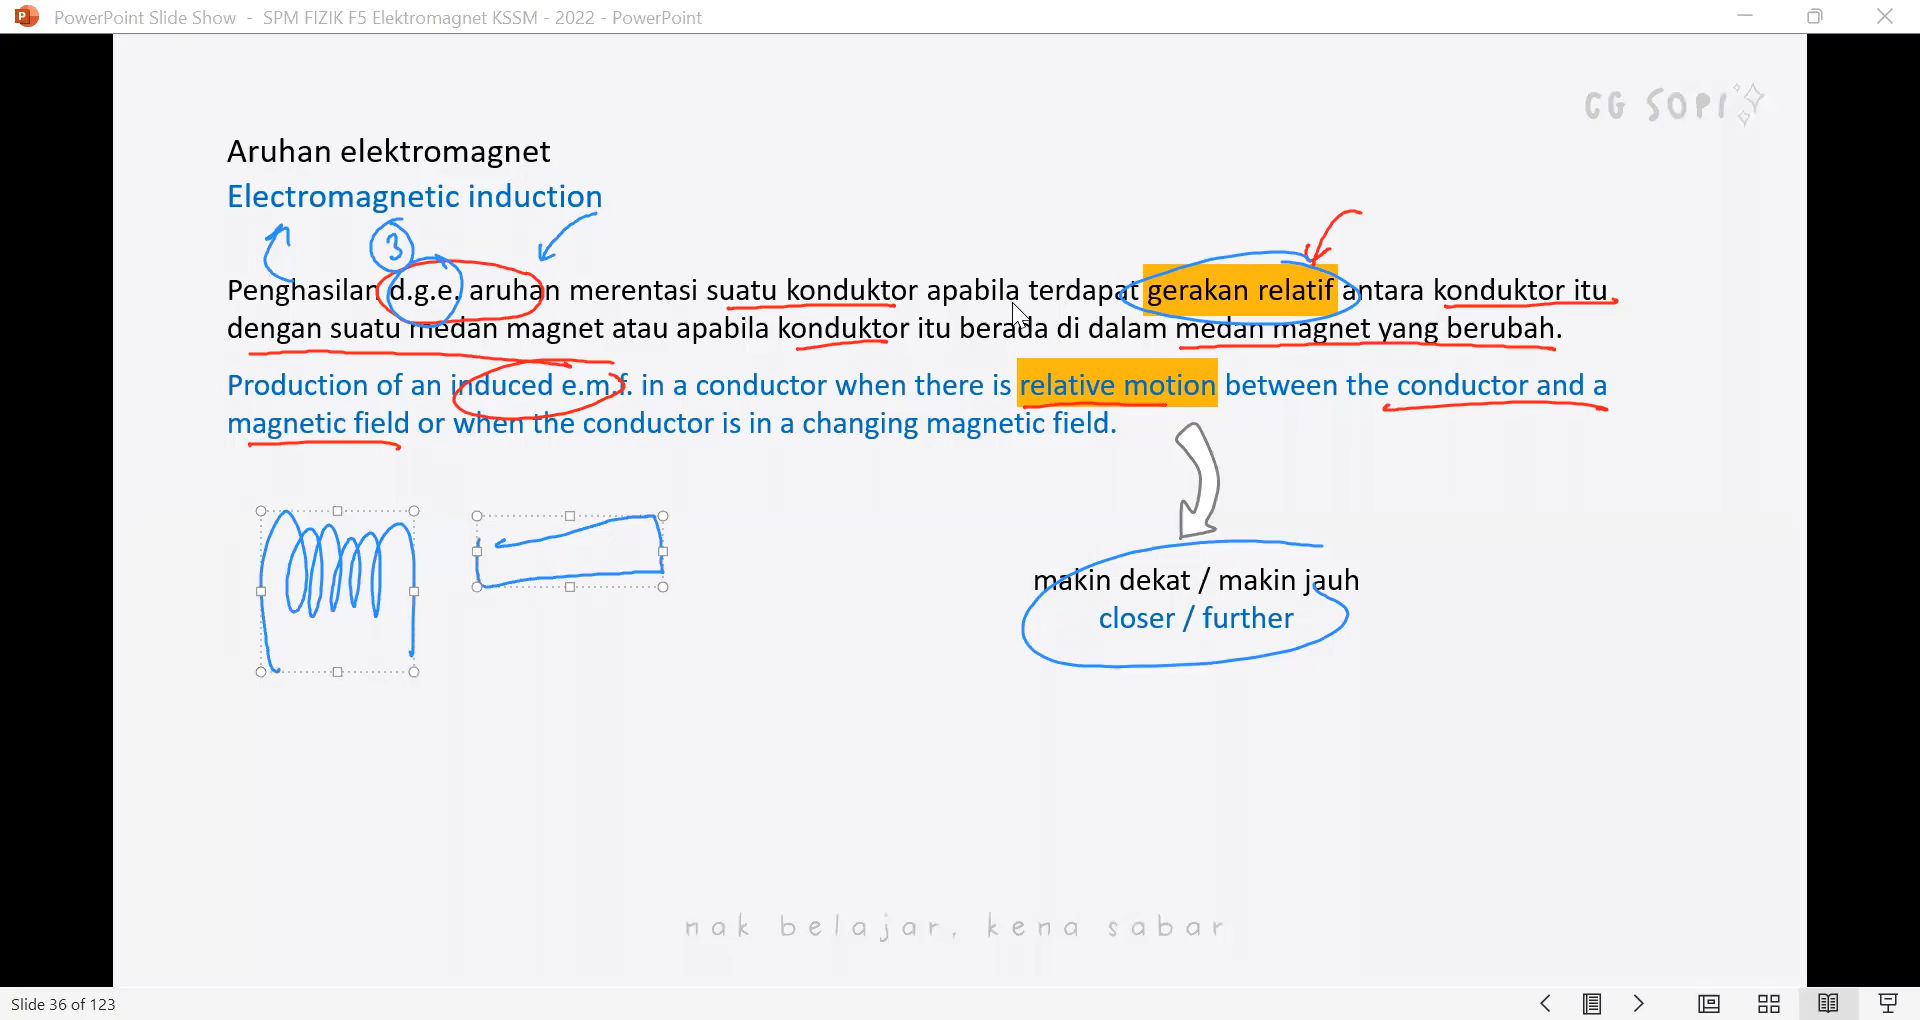 PowerPoint Slide Show - SPM FIZIK F5 Elektromagnet KSSM - 2022 - PowerPoint
CG SOPI
Aruhan elektromagnet
Electromagnetic induction
3
Penghasilan d.g.e. aruhan merentasi suatu konduktor apabila terdapat gerakan relatif antara konduktor itu
dengan suatu medan magnet atau apabila konduktor itu berada di dalam medan magnet yang berubah.
Production of an induced e.m.f. in a conductor when there is relative motion between the conductor and a
magnetic field or when the conductor is in a changing magnetic field.
makin dekat / makin jauh
closer / further
nak belajar, kena sabar
Slide 36 of 123